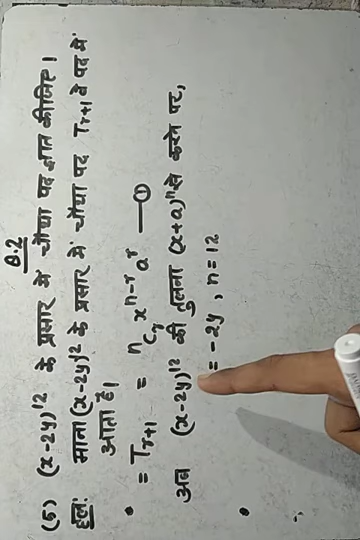 8.2
(5) (x-2y)¹² के प्रसार में चौथा पद ज्ञात कीजिए।
हल: माना (x-2y)¹² के प्रसार में चौथा पद Tr+1 वे पद में
आता है।
= Tr+1 = ⁿCᵣ xⁿ⁻ʳ aʳ —①
अब (x-2y)¹² की तुलना (x+a)ⁿ से करने पर,
= -2y, n=12